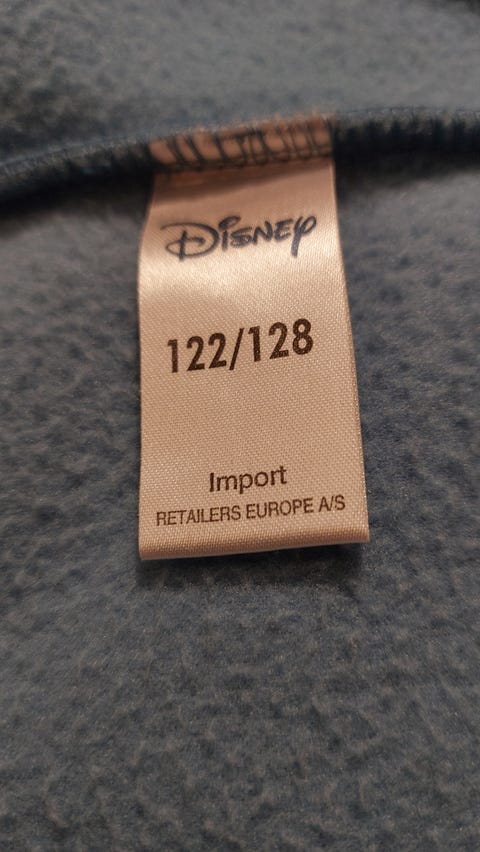 Disney
122/128
Import
RETAILERS EUROPE A/S